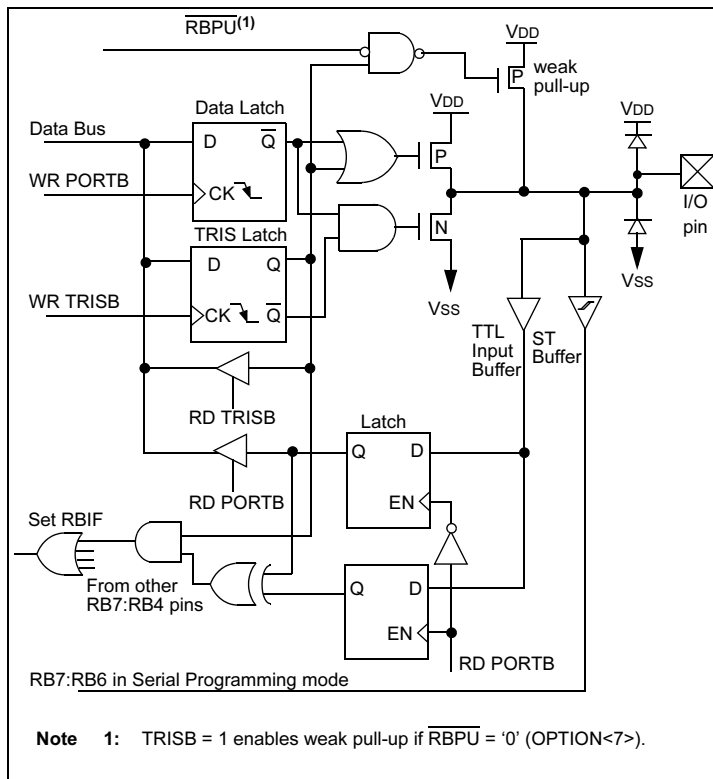 R̅B̅P̅U̅(1)
VDD
P weak
pull-up
Data Latch
VDD
VDD
Data Bus
D Q̅
P
WR PORTB
CK
I/O
pin
TRIS Latch
N
D Q
VSS
VSS
WR TRISB
CK Q̅
TTL
Input
Buffer
ST
Buffer
RD TRISB
Latch
Q D
RD PORTB
EN
Set RBIF
From other
RB7:RB4 pins
Q D
EN
RD PORTB
RB7:RB6 in Serial Programming mode
Note 1: TRISB = 1 enables weak pull-up if R̅B̅P̅U̅ = '0' (OPTION<7>).